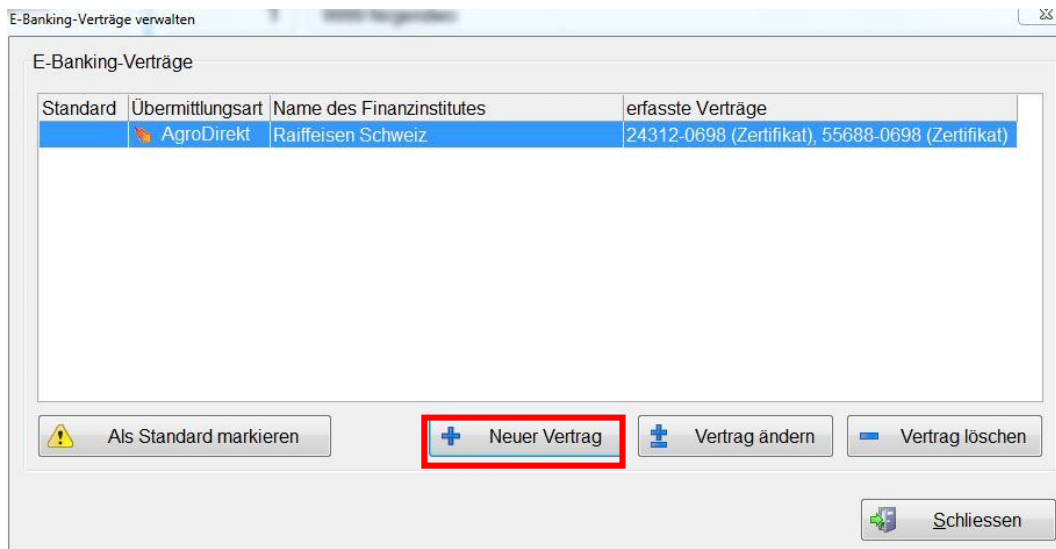 E-Banking-Verträge verwalten
E-Banking-Verträge
Standard Übermittlungsart Name des Finanzinstitutes erfasste Verträge
AgroDirekt Raiffeisen Schweiz 24312-0698 (Zertifikat), 55688-0698 (Zertifikat)
Als Standard markieren Neuer Vertrag Vertrag ändern Vertrag löschen
Schliessen